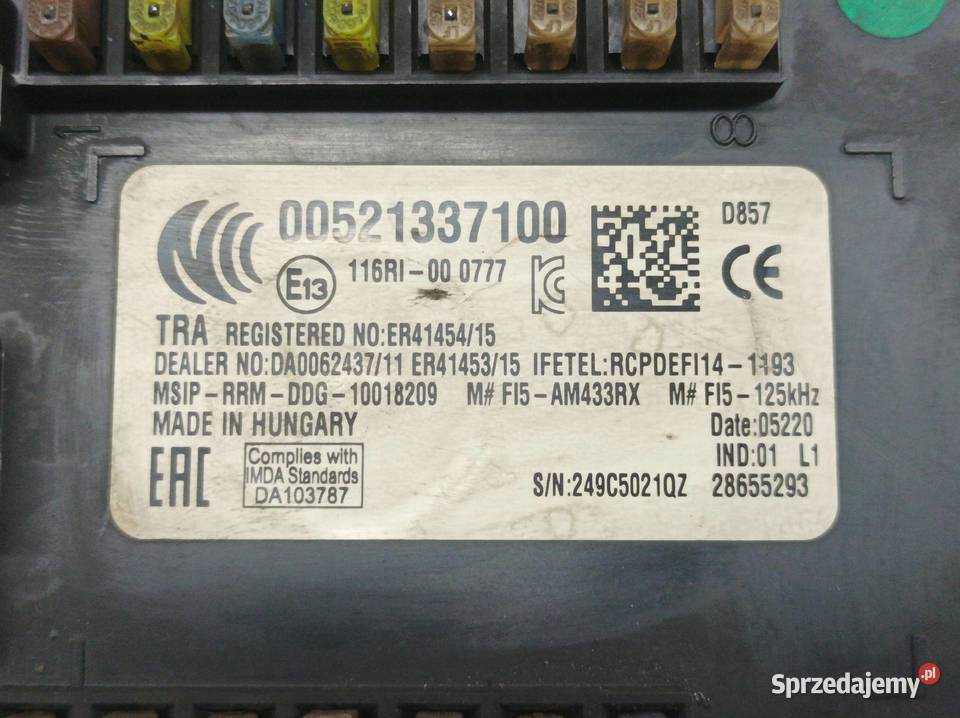 1
8
00521337100
D857
E13
116RI-00 0777
CE
TRA REGISTERED NO:ER41454/15
DEALER NO:DA0062437/11 ER41453/15 IFETEL:RCPDEFI14-1193
MSIP-RRM-DDG-10018209 M# FI5-AM433RX M# FI5-125kHz
MADE IN HUNGARY
Date:05220
IND:01 L1
EAC
Complies with
IMDA Standards
DA103787
S/N:249C5021QZ 28655293
Sprzedajemy.pl